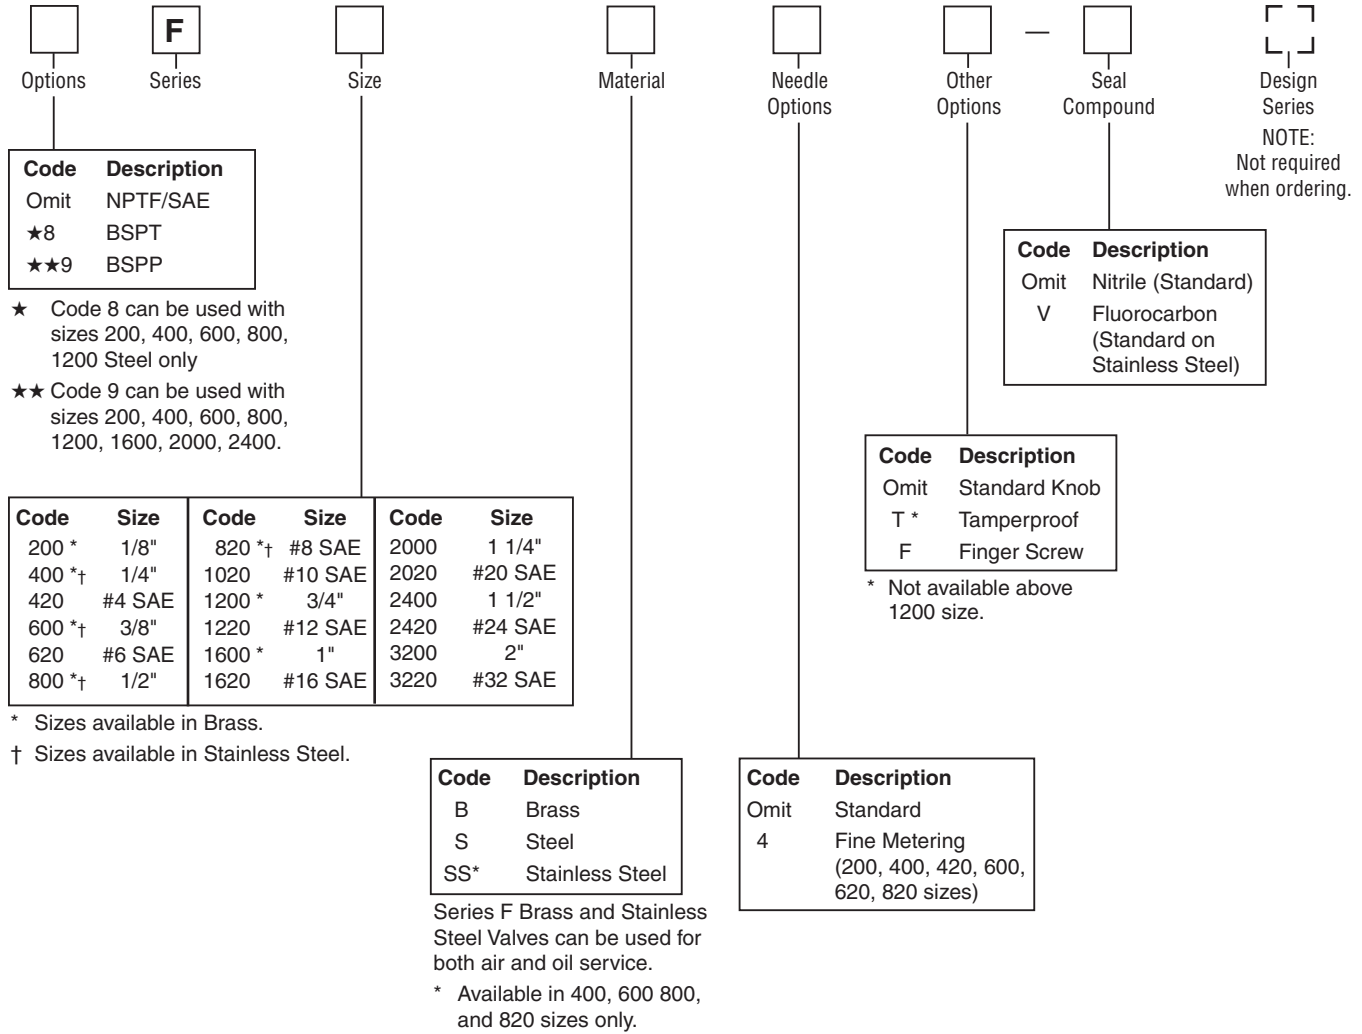 F
—
Options
Series
Size
Material
Needle
Options
Other
Options
Seal
Compound
Design
Series
NOTE:
Not required
when ordering.
Code Description
Omit NPTF/SAE
★8 BSPT
★★9 BSPP
★ Code 8 can be used with
sizes 200, 400, 600, 800,
1200 Steel only
★★ Code 9 can be used with
sizes 200, 400, 600, 800,
1200, 1600, 2000, 2400.
Code Description
Omit Nitrile (Standard)
V Fluorocarbon
(Standard on
Stainless Steel)
Code Description
Omit Standard Knob
T * Tamperproof
F Finger Screw
* Not available above
1200 size.
Code Size Code Size Code Size
200 * 1/8" 820 *† #8 SAE 2000 1 1/4"
400 *† 1/4" 1020 #10 SAE 2020 #20 SAE
420 #4 SAE 1200 * 3/4" 2400 1 1/2"
600 *† 3/8" 1220 #12 SAE 2420 #24 SAE
620 #6 SAE 1600 * 1" 3200 2"
800 *† 1/2" 1620 #16 SAE 3220 #32 SAE
* Sizes available in Brass.
† Sizes available in Stainless Steel.
Code Description
B Brass
S Steel
SS* Stainless Steel
Series F Brass and Stainless
Steel Valves can be used for
both air and oil service.
* Available in 400, 600 800,
and 820 sizes only.
Code Description
Omit Standard
4 Fine Metering
(200, 400, 420, 600,
620, 820 sizes)